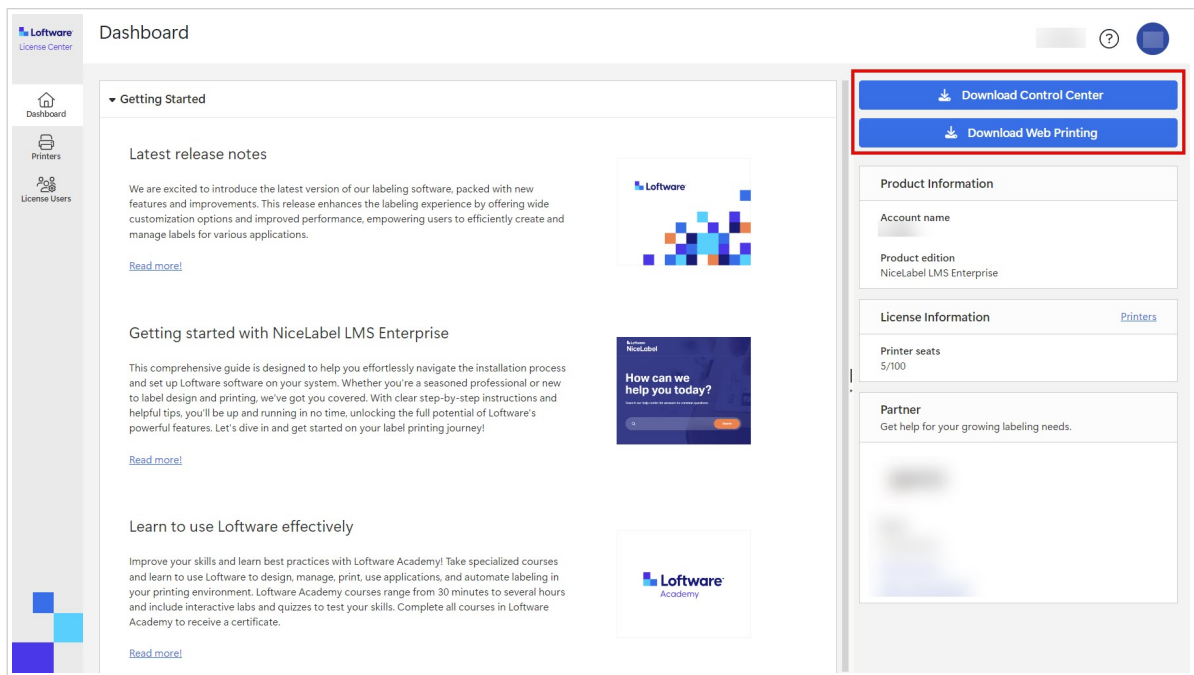 Loftware
License Center
Dashboard
?
Dashboard
Printers
License Users
Getting Started
Latest release notes
We are excited to introduce the latest version of our labeling software, packed with new
features and improvements. This release enhances the labeling experience by offering wide
customization options and improved performance, empowering users to efficiently create and
manage labels for various applications.
Read more!
Loftware
Getting started with NiceLabel LMS Enterprise
This comprehensive guide is designed to help you effortlessly navigate the installation process
and set up Loftware software on your system. Whether you're a seasoned professional or new
to label design and printing, we've got you covered. With clear step-by-step instructions and
helpful tips, you'll be up and running in no time, unlocking the full potential of Loftware's
powerful features. Let's dive in and get started on your label printing journey!
Read more!
NiceLabel
How can we
help you today?
Learn to use Loftware effectively
Improve your skills and learn best practices with Loftware Academy! Take specialized courses
and learn to use Loftware to design, manage, print, use applications, and automate labeling in
your printing environment. Loftware Academy courses range from 30 minutes to several hours
and include interactive labs and quizzes to test your skills. Complete all courses in Loftware
Academy to receive a certificate.
Read more!
Loftware
Academy
Download Control Center
Download Web Printing
Product Information
Account name
Product edition
NiceLabel LMS Enterprise
License Information
Printers
Printer seats
5/100
Partner
Get help for your growing labeling needs.